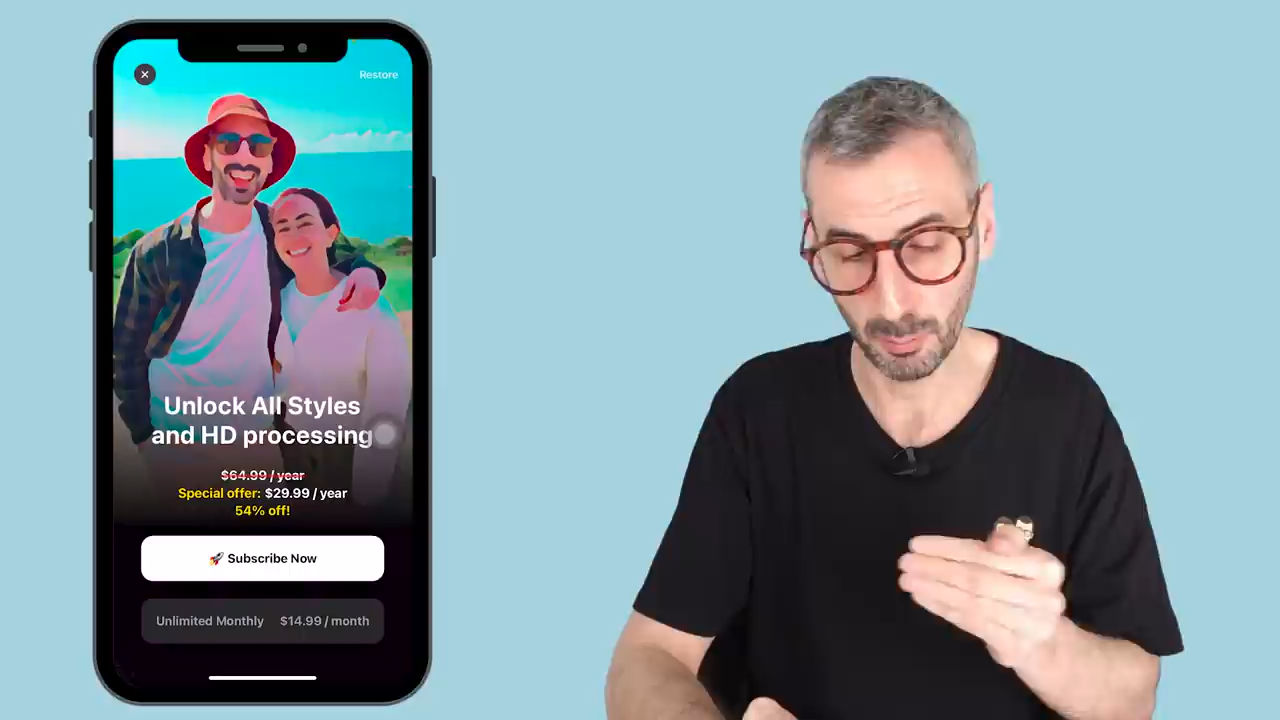 Restore
Unlock All Styles
and HD processing
$64.99 / year
Special offer: $29.99 / year
54% off!
🚀 Subscribe Now
Unlimited Monthly $14.99 / month